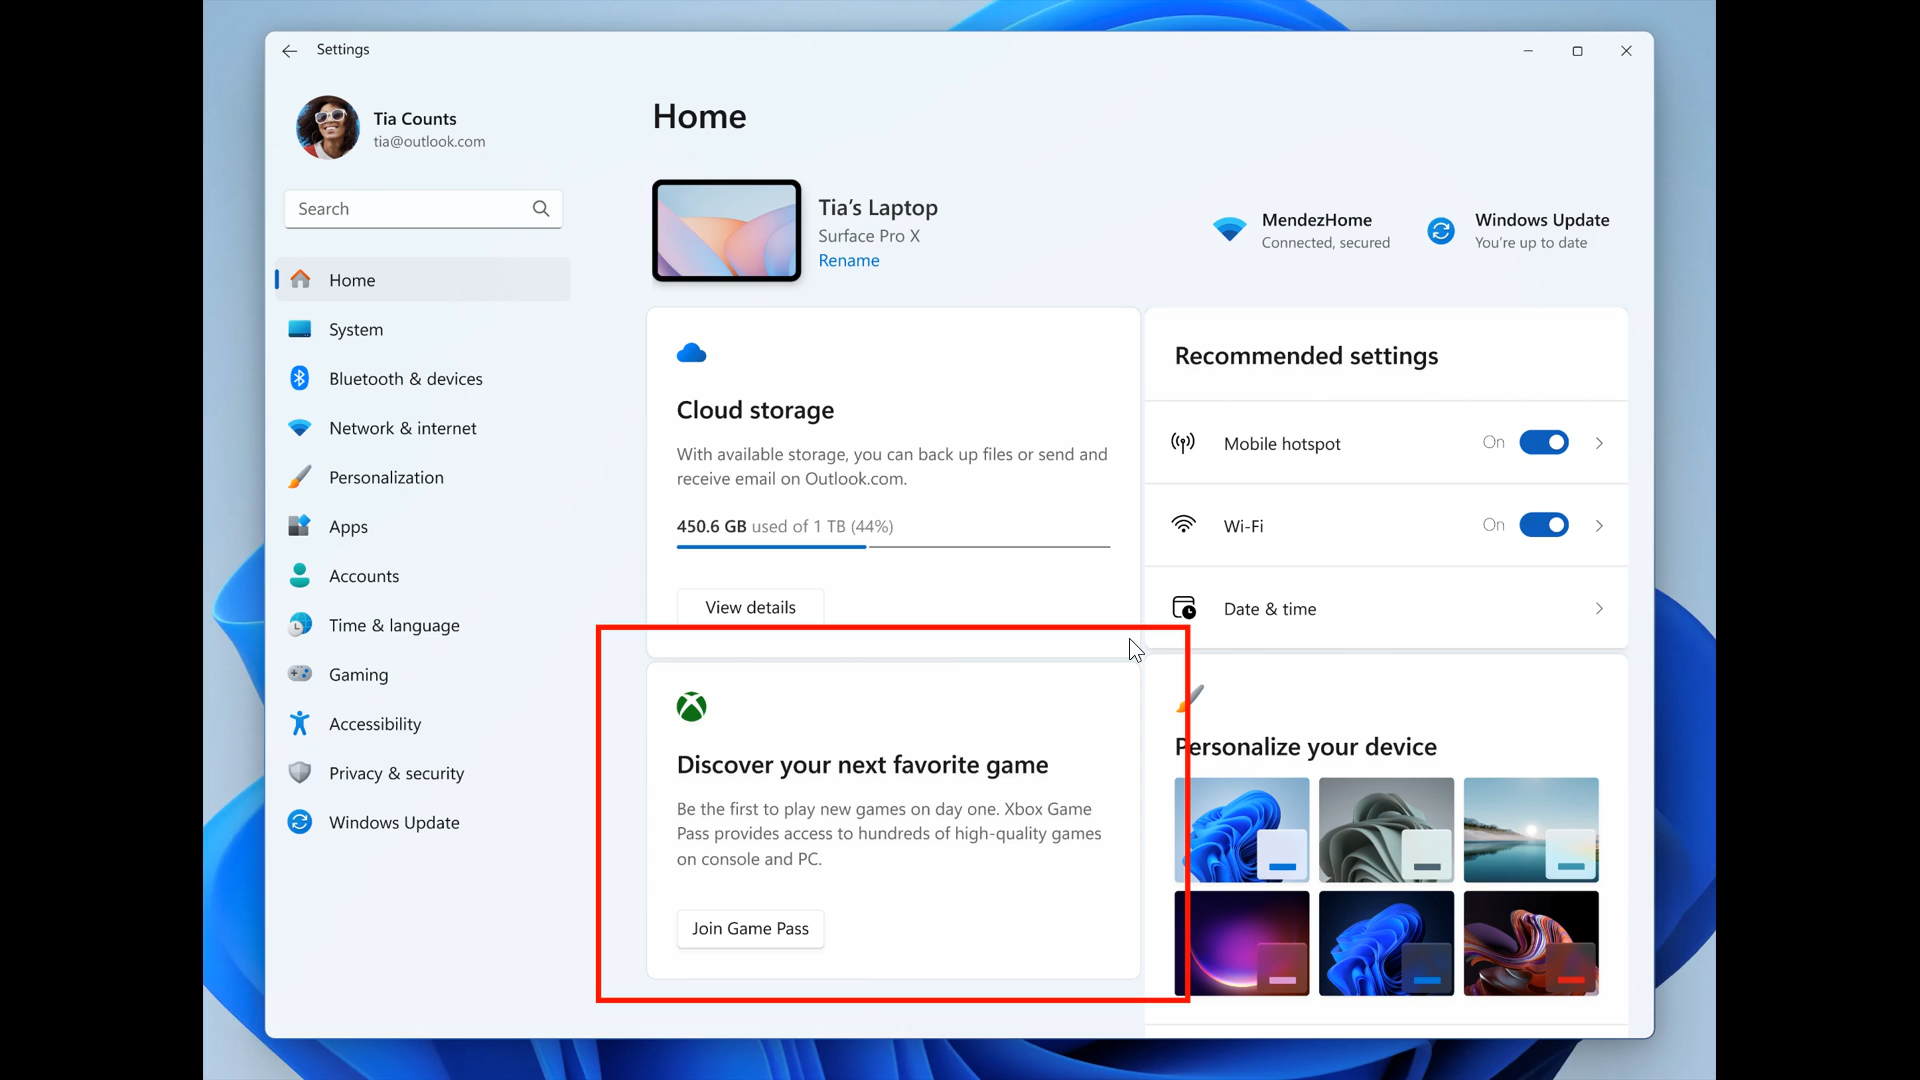 Settings
Tia Counts
tia@outlook.com
Search
Home
System
Bluetooth & devices
Network & internet
Personalization
Apps
Accounts
Time & language
Gaming
Accessibility
Privacy & security
Windows Update
Home
Tia’s Laptop
Surface Pro X
Rename
MendezHome
Connected, secured
Windows Update
You’re up to date
Cloud storage
With available storage, you can back up files or send and
receive email on Outlook.com.
450.6 GB used of 1 TB (44%)
View details
Discover your next favorite game
Be the first to play new games on day one. Xbox Game
Pass provides access to hundreds of high-quality games
on console and PC.
Join Game Pass
Recommended settings
Mobile hotspot On
Wi-Fi On
Date & time
Personalize your device